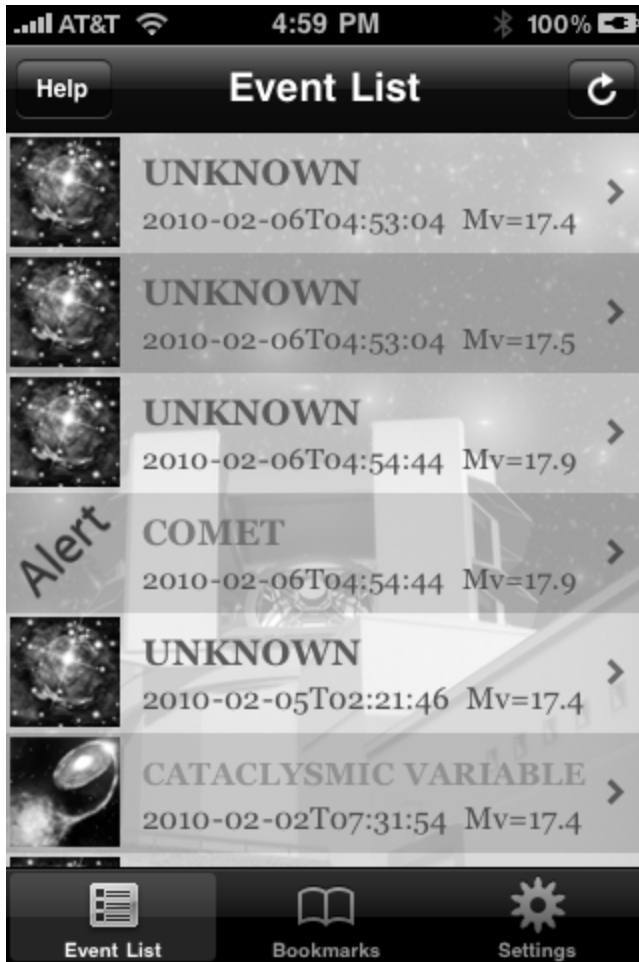 AT&T 4:59 PM 100%
Help Event List
UNKNOWN
2010-02-06T04:53:04 Mv=17.4
UNKNOWN
2010-02-06T04:53:04 Mv=17.5
UNKNOWN
2010-02-06T04:54:44 Mv=17.9
Alert
COMET
2010-02-06T04:54:44 Mv=17.9
UNKNOWN
2010-02-05T02:21:46 Mv=17.4
CATACLYSMIC VARIABLE
2010-02-02T07:31:54 Mv=17.4
Event List Bookmarks Settings